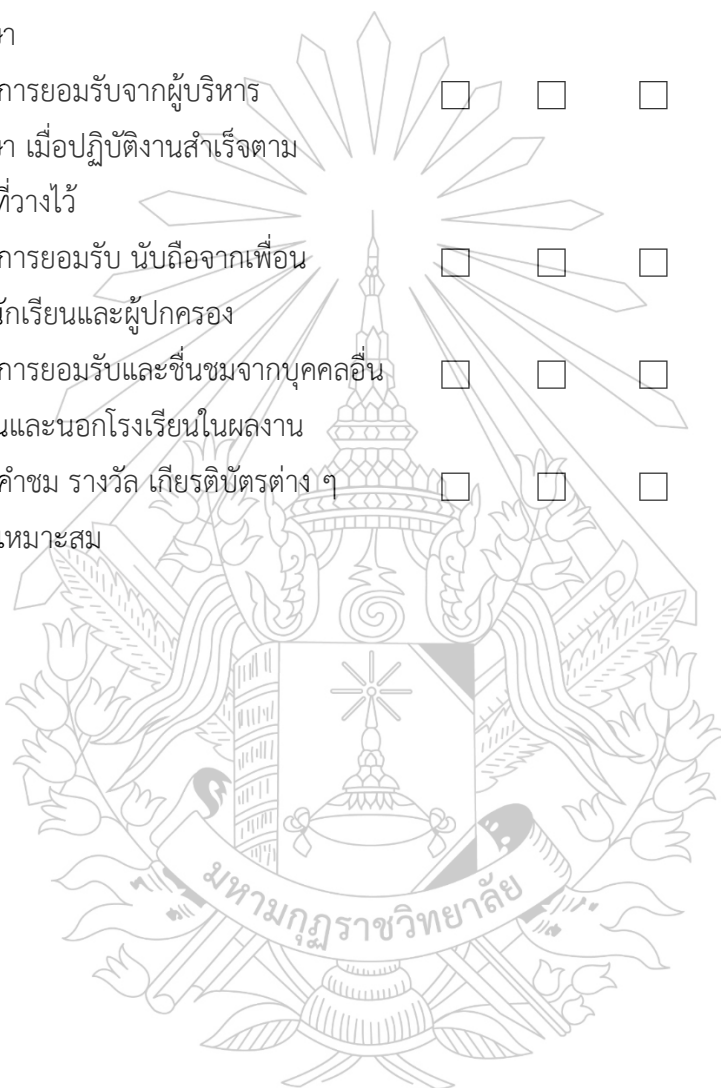 ษา
การยอมรับจากผู้บริหาร □ □ □
ษา เมื่อปฏิบัติงานสำเร็จตาม
ที่วางไว้
การยอมรับ นับถือจากเพื่อน □ □ □
นักเรียนและผู้ปกครอง
การยอมรับและชื่นชมจากบุคคลอื่น □ □ □
นและนอกโรงเรียนในผลงาน
คำชม รางวัล เกียรติบัตรต่าง ๆ □ □ □
นเหมาะสม
มหามกุฏราชวิทยาลัย